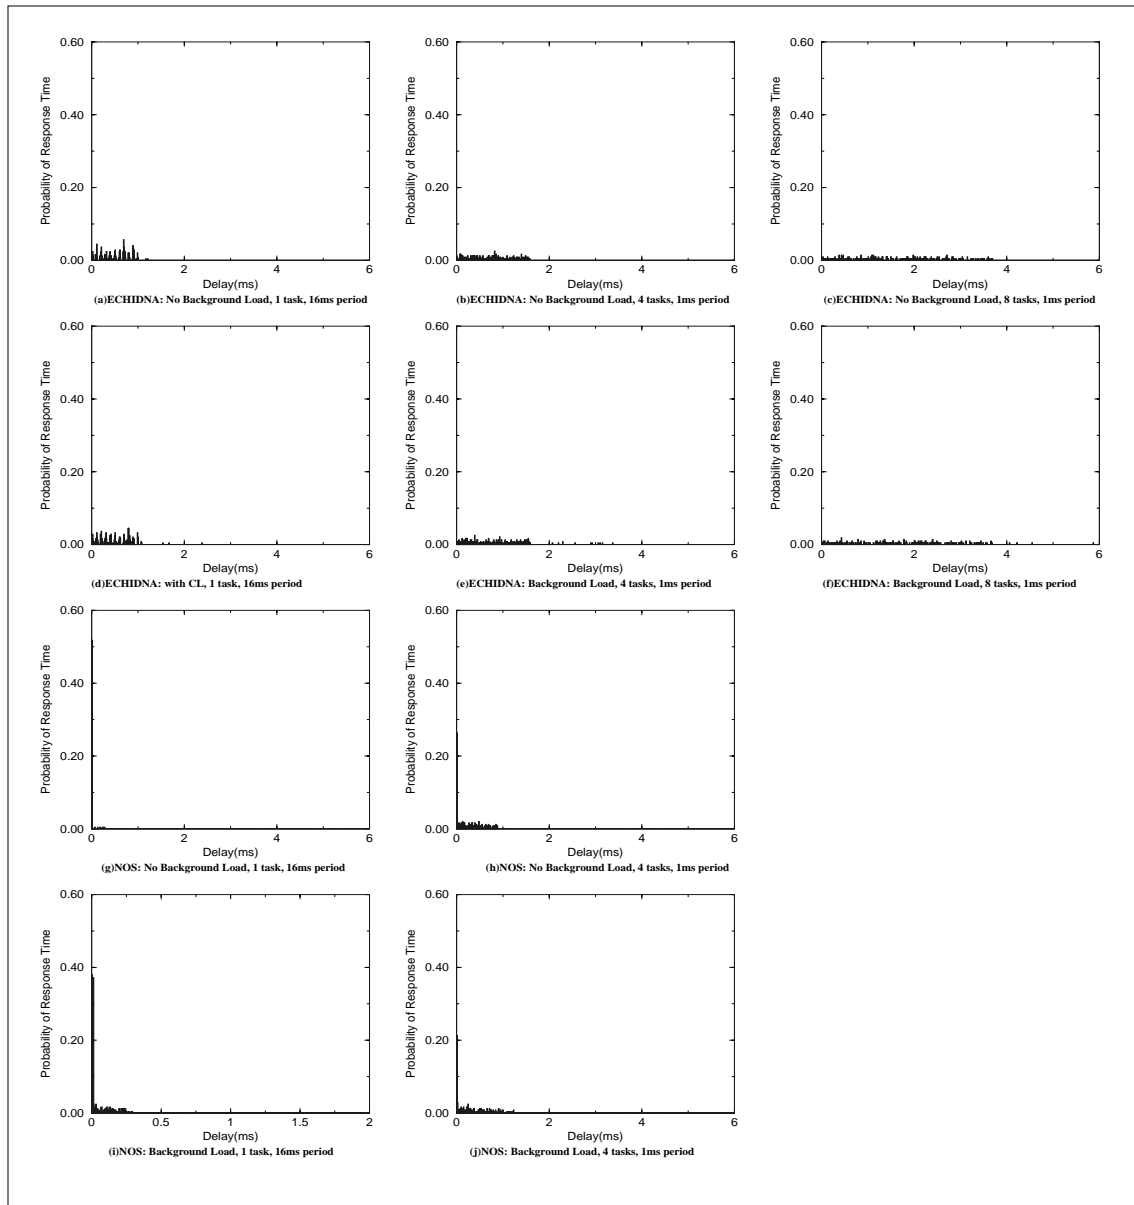 0.60
0.40
0.20
0.00
Probability of Response Time
0 2 4 6
Delay(ms)
(a)ECHIDNA: No Background Load, 1 task, 16ms period
0.60
0.40
0.20
0.00
Probability of Response Time
0 2 4 6
Delay(ms)
(b)ECHIDNA: No Background Load, 4 tasks, 1ms period
0.60
0.40
0.20
0.00
Probability of Response Time
0 2 4 6
Delay(ms)
(c)ECHIDNA: No Background Load, 8 tasks, 1ms period
0.60
0.40
0.20
0.00
Probability of Response Time
0 2 4 6
Delay(ms)
(d)ECHIDNA: with CL, 1 task, 16ms period
0.60
0.40
0.20
0.00
Probability of Response Time
0 2 4 6
Delay(ms)
(e)ECHIDNA: Background Load, 4 tasks, 1ms period
0.60
0.40
0.20
0.00
Probability of Response Time
0 2 4 6
Delay(ms)
(f)ECHIDNA: Background Load, 8 tasks, 1ms period
0.60
0.40
0.20
0.00
Probability of Response Time
0 2 4 6
Delay(ms)
(g)NOS: No Background Load, 1 task, 16ms period
0.60
0.40
0.20
0.00
Probability of Response Time
0 2 4 6
Delay(ms)
(h)NOS: No Background Load, 4 tasks, 1ms period
0.60
0.40
0.20
0.00
Probability of Response Time
0 0.5 1 1.5 2
Delay(ms)
(i)NOS: Background Load, 1 task, 16ms period
0.60
0.40
0.20
0.00
Probability of Response Time
0 2 4 6
Delay(ms)
(j)NOS: Background Load, 4 tasks, 1ms period